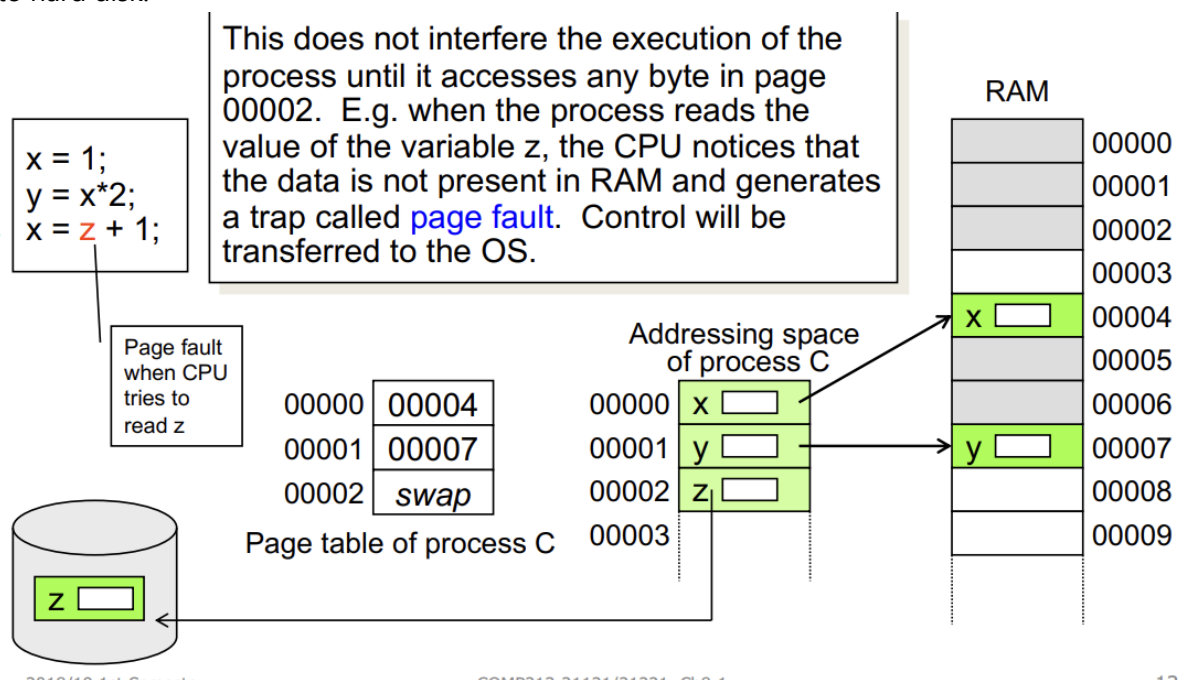 to hard disk.
This does not interfere the execution of the
process until it accesses any byte in page
00002. E.g. when the process reads the
value of the variable z, the CPU notices that
the data is not present in RAM and generates
a trap called page fault. Control will be
transferred to the OS.
x = 1;
y = x*2;
x = z + 1;
Page fault
when CPU
tries to
read z
00000 00004
00001 00007
00002 swap
Page table of process C
Addressing space
of process C
00000 x
00001 y
00002 z
00003
RAM
00000
00001
00002
00003
x 00004
00005
00006
y 00007
00008
00009
z